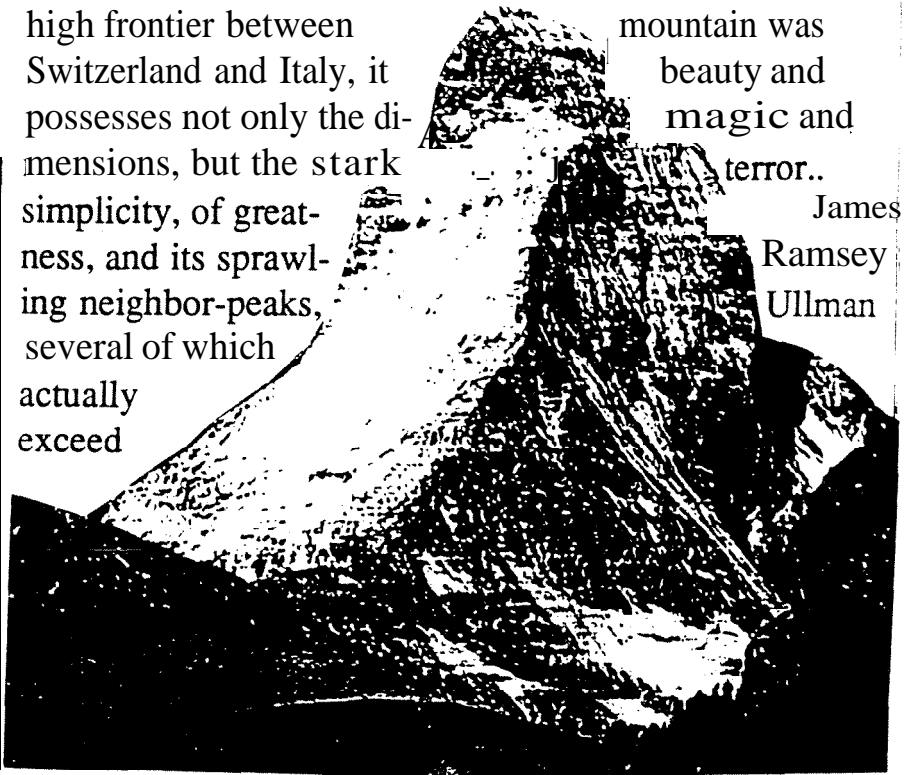 high frontier between
Switzerland and Italy, it
possesses not only the di-
mensions, but the stark
simplicity, of great-
ness, and its sprawl-
ing neighbor-peaks,
several of which
actually
exceed
mountain was
beauty and
magic and
terror..
James
Ramsey
Ullman